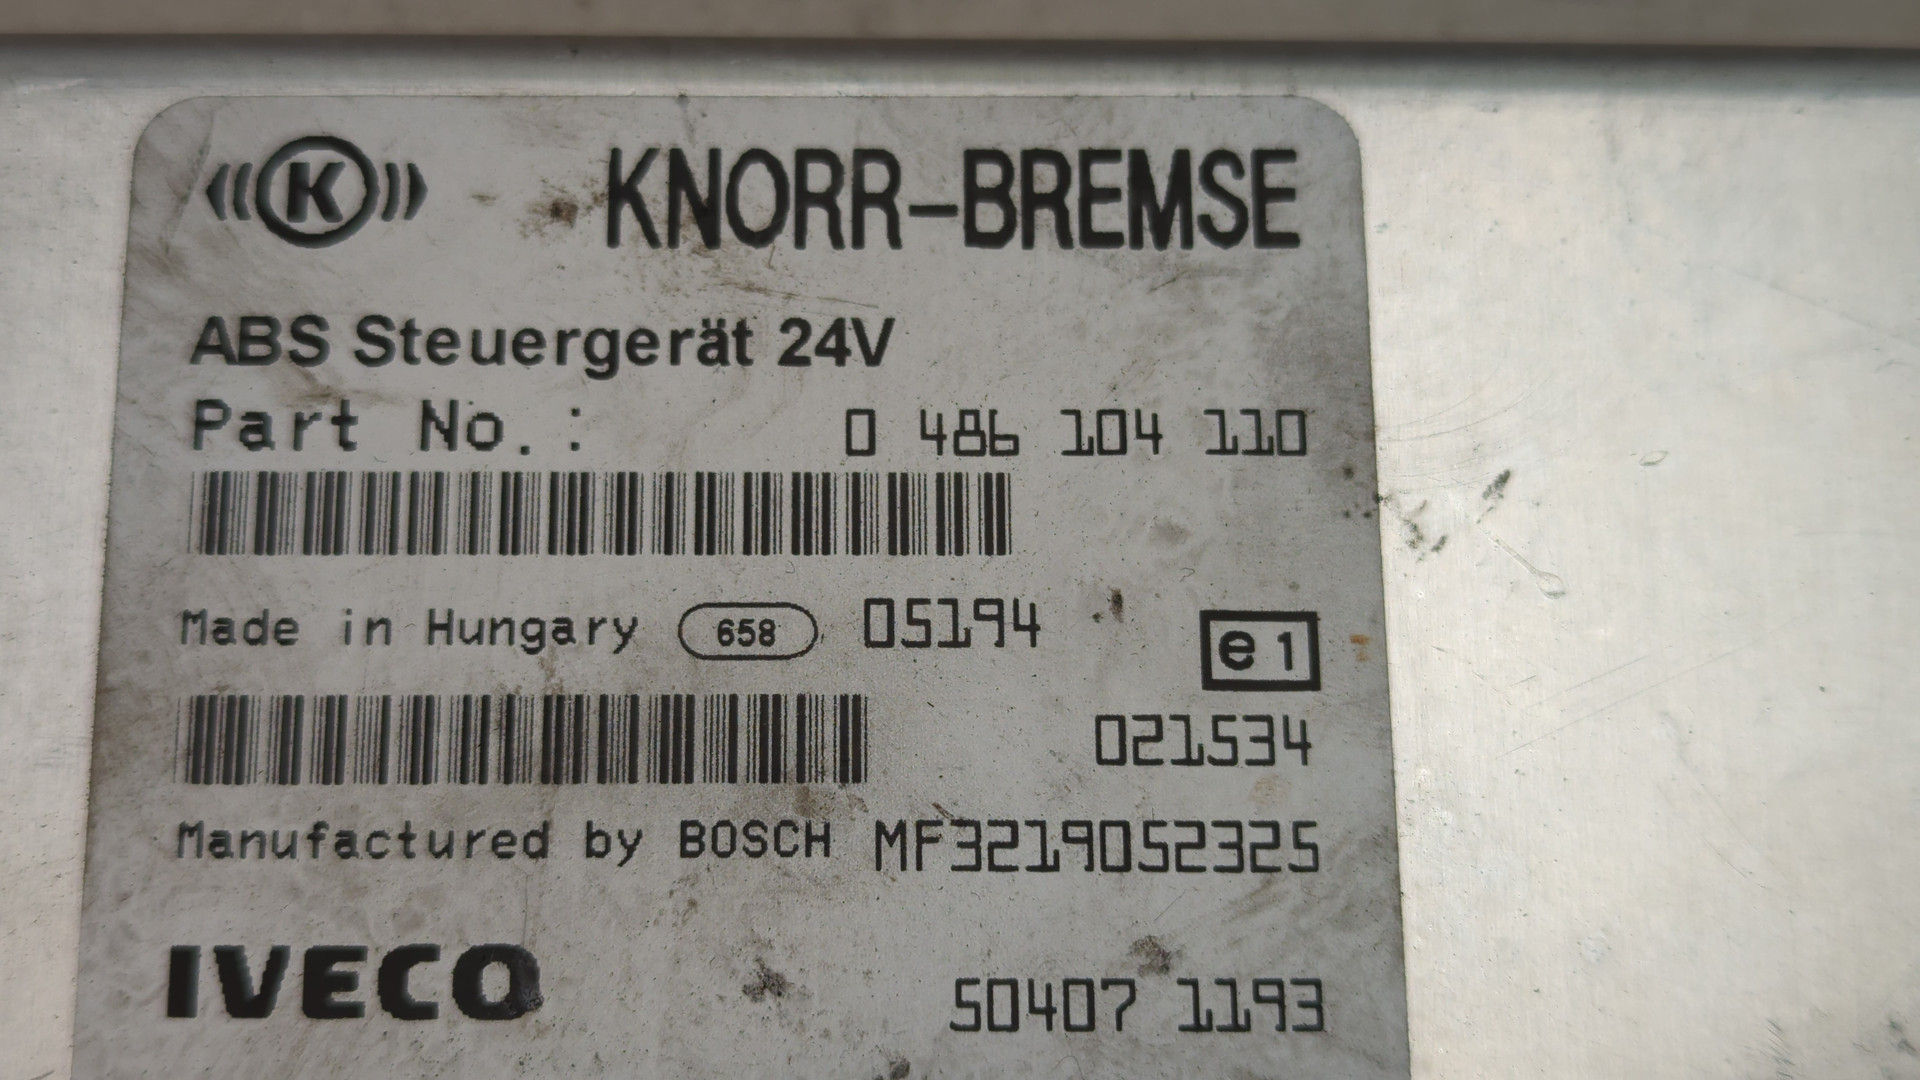 K KNORR-BREMSE
ABS Steuergerät 24V
Part No.: 0 486 104 110
Made in Hungary 658 05194
e1
021534
Manufactured by BOSCH MF3219052325
IVECO 50407 1193